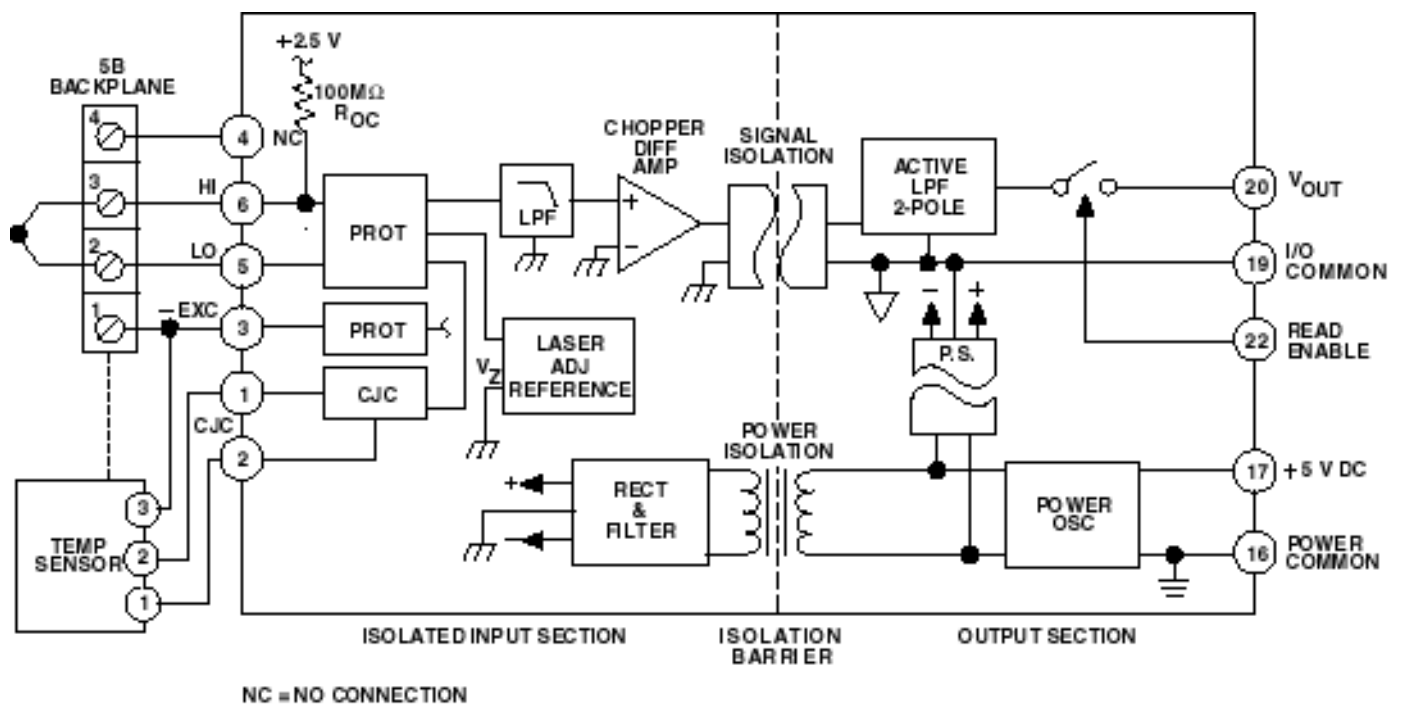 +2.5 V
5B
BACKPLANE
100MΩ
ROC
4
4
NC
CHOPPER
DIFF
AMP
SIGNAL
ISOLATION
ACTIVE
LPF
2-POLE
3
HI
6
PROT
LPF
+
−
20
VOUT
2
LO
5
19
I/O
COMMON
1
−EXC
3
PROT
VZ
LASER
ADJ
REFERENCE
− +
P.S.
22
READ
ENABLE
1
CJC
CJC
2
POWER
ISOLATION
+
−
RECT
&
FILTER
POWER
OSC
17
+5 V DC
16
POWER
COMMON
3
TEMP
SENSOR
2
1
ISOLATED INPUT SECTION
ISOLATION
BARRIER
OUTPUT SECTION
NC = NO CONNECTION